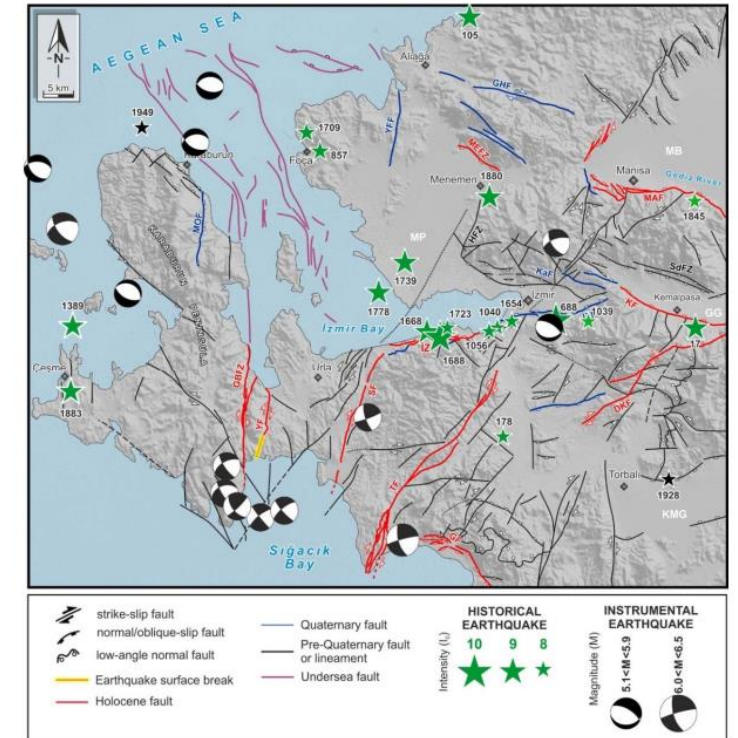 AEGEAN SEA
-N-
5 km
105
Aliağa
GHF
YFF
1949
1709
Foça
857
MEFZ
Menemen
1880
MB
Manisa
Gediz River
MAF
1845
MOF
KARABURUN
PENINSULA
MP
HFZ
1739
KaF
SdFZ
1389
1778
Izmir Bay
1668
1723
1040
1654
Izmir
688
1039
KF
Kemalpaşa
GG
17
IZ
1056
1688
Çeşme
1883
Urla
GBFZ
YF
SF
178
DKF
TF
Torbalı
1928
KMG
Sığacık
Bay
strike-slip fault
normal/oblique-slip fault
low-angle normal fault
Earthquake surface break
Holocene fault
Quaternary fault
Pre-Quaternary fault
or lineament
Undersea fault
HISTORICAL
EARTHQUAKE
Intensity (I₀)
10 9 8
INSTRUMENTAL
EARTHQUAKE
Magnitude (M)
5.1<M<5.9
6.0<M<6.5